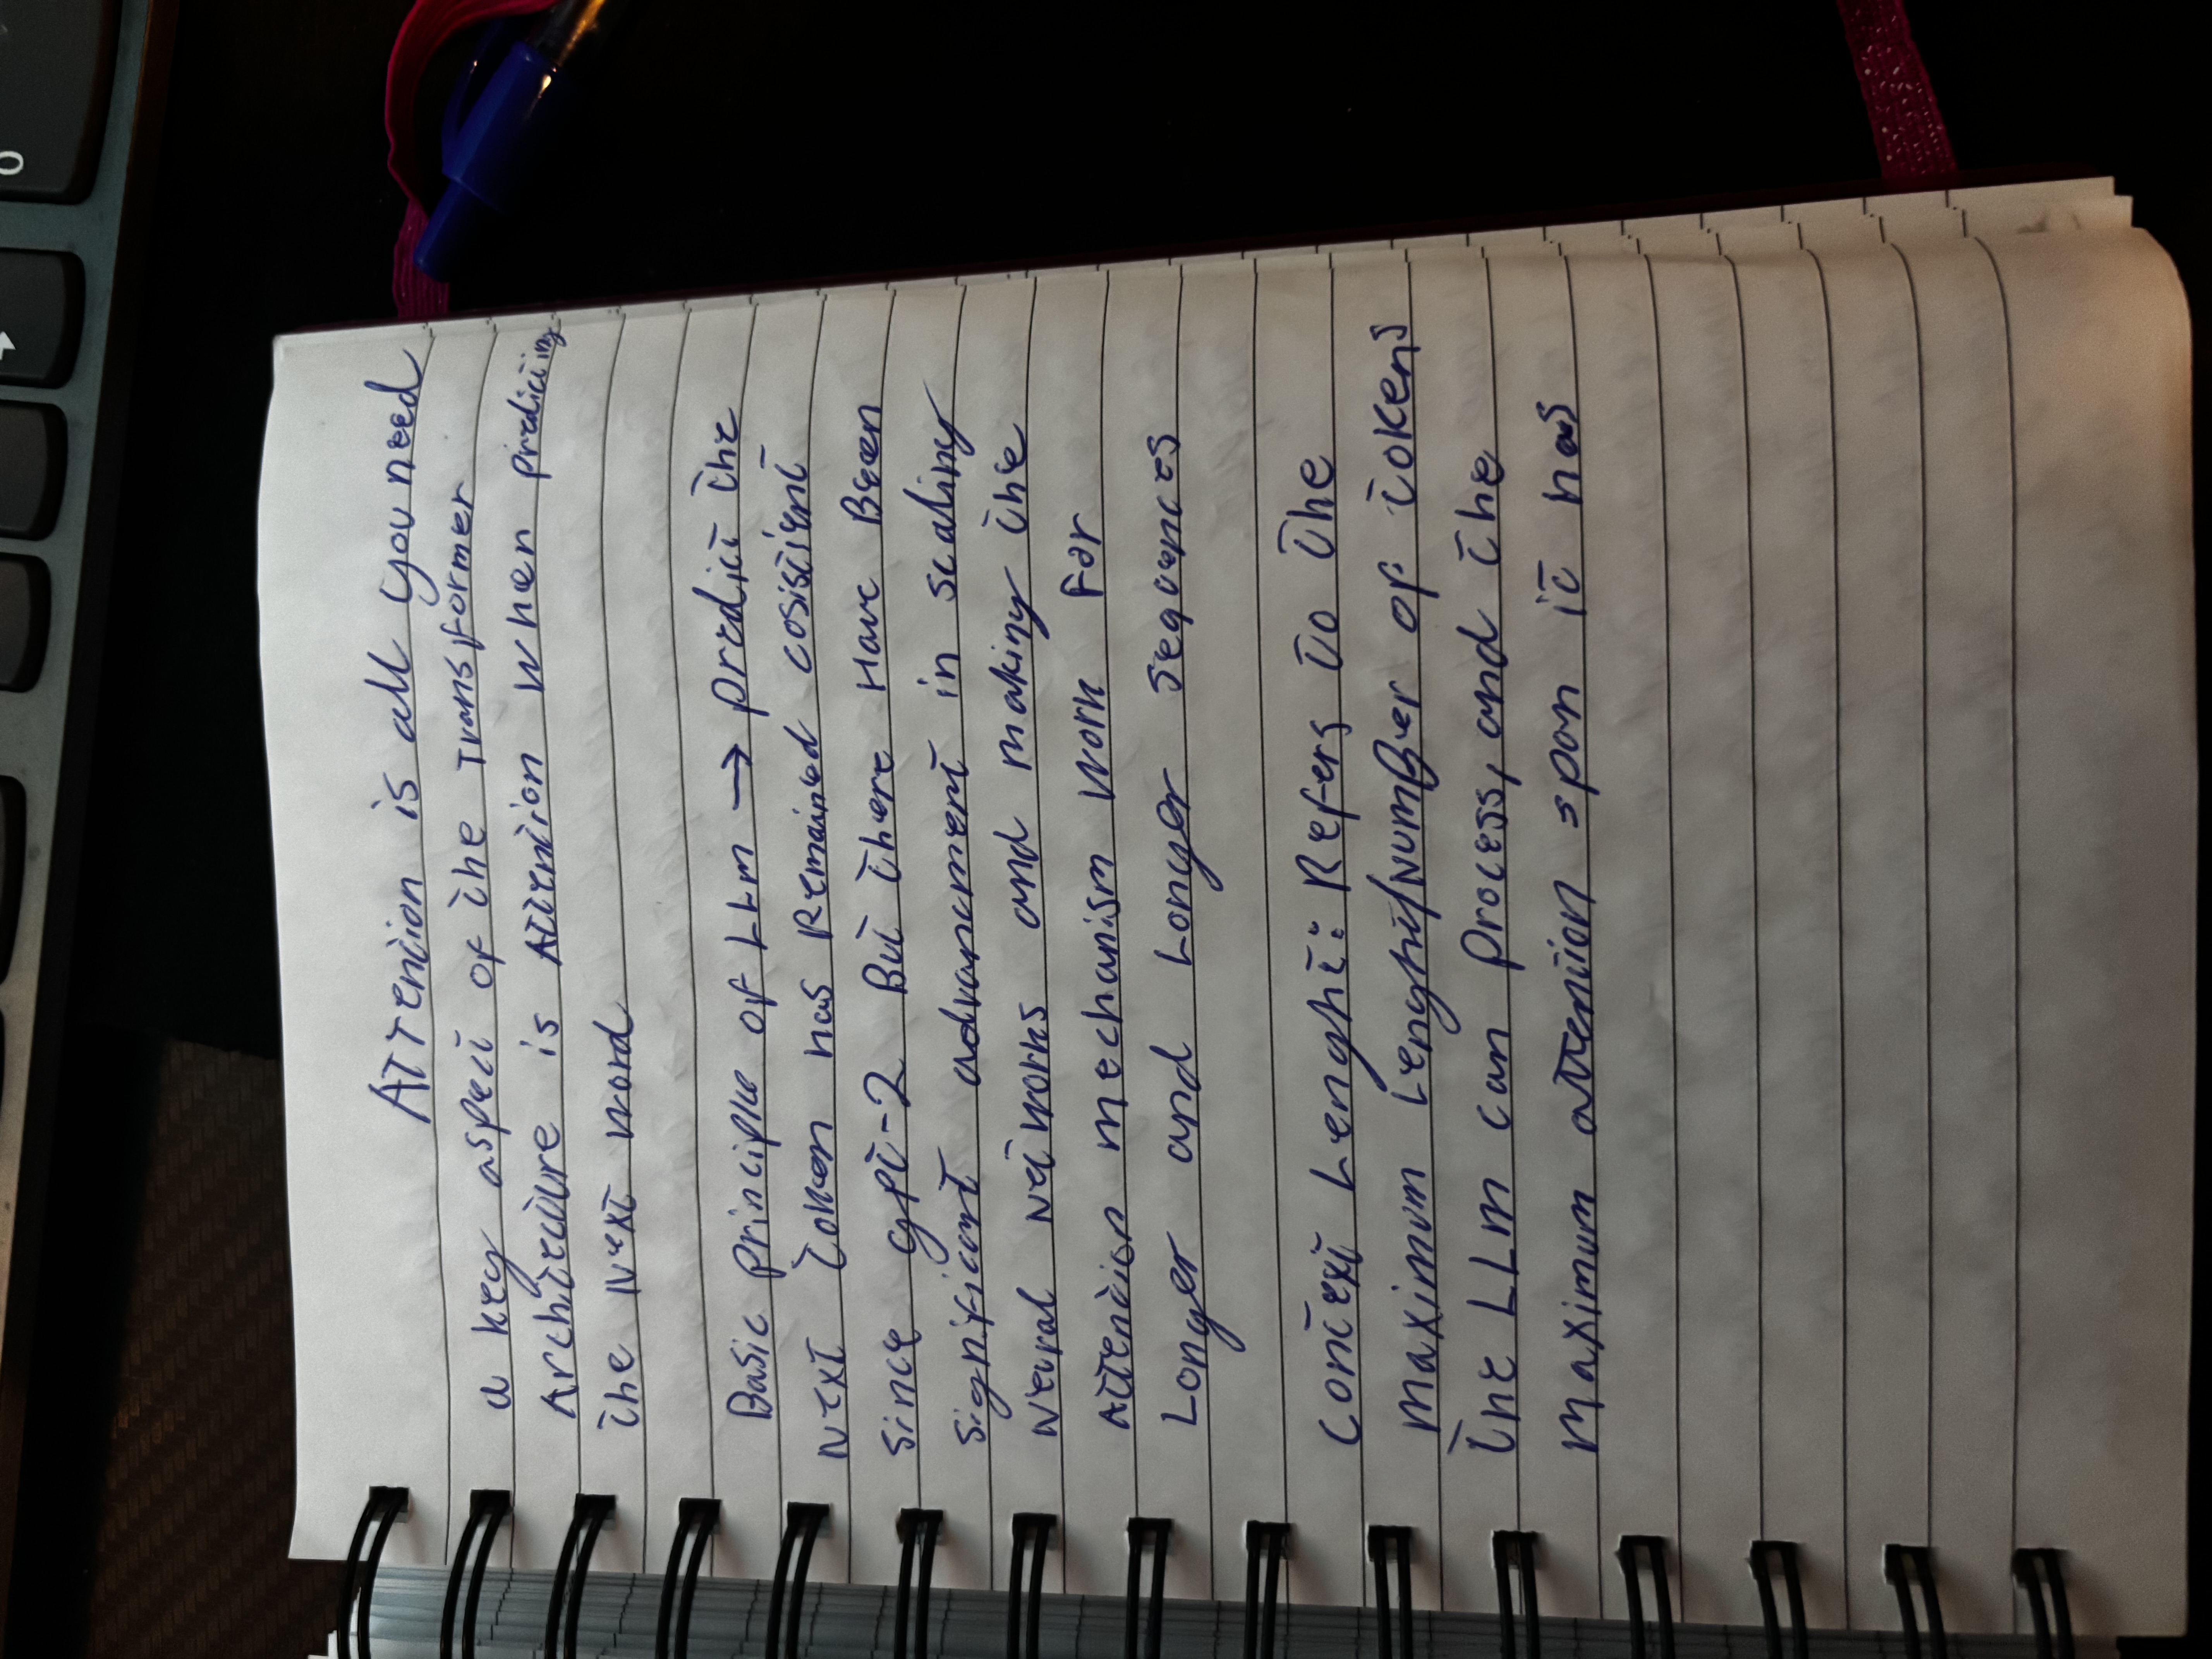 Attention is all you need
a key aspect of the Transformer
Architecture is Attention when predicting
the Next word
Basic principle of LLm → predict the
Next token has Remained cosistient
since gpt-2 But there Have Been
significant advancment in scaling
Neural Networks and making the
Attention mechanism work for
Longer and Longer sequences
Context Lenght: Refers to the
maximum Lenght/NumBer of tokens
the LLm can process, and the
maximum attention span it has
0